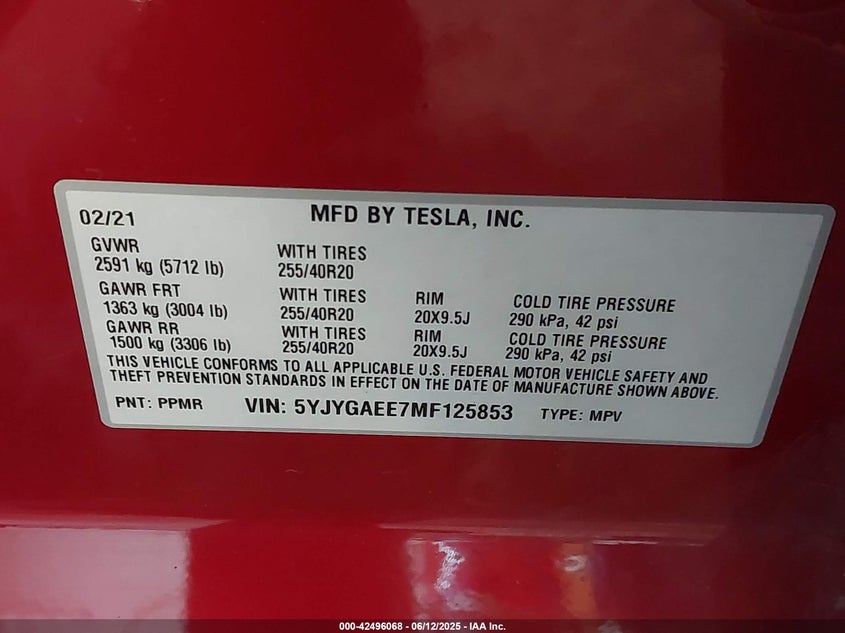 02/21 MFD BY TESLA, INC.
GVWR WITH TIRES
2591 kg (5712 lb) 255/40R20
GAWR FRT WITH TIRES RIM COLD TIRE PRESSURE
1363 kg (3004 lb) 255/40R20 20X9.5J 290 kPa, 42 psi
GAWR RR WITH TIRES RIM COLD TIRE PRESSURE
1500 kg (3306 lb) 255/40R20 20X9.5J 290 kPa, 42 psi
THIS VEHICLE CONFORMS TO ALL APPLICABLE U.S. FEDERAL MOTOR VEHICLE SAFETY AND
THEFT PREVENTION STANDARDS IN EFFECT ON THE DATE OF MANUFACTURE SHOWN ABOVE.
PNT: PPMR VIN: 5YJYGAEE7MF125853 TYPE: MPV
000-42496068 - 06/12/2025 - IAA Inc.